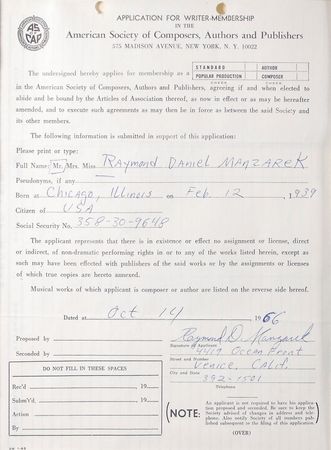 AS
CAP
APPLICATION FOR WRITER-MEMBERSHIP
IN THE
American Society of Composers, Authors and Publishers
575 MADISON AVENUE, NEW YORK, N. Y. 10022
The undersigned hereby applies for membership as a STANDARD POPULAR PRODUCTION AUTHOR COMPOSER
CHECK CHECK
in the American Society of Composers, Authors and Publishers, agreeing if and when elected to
abide and be bound by the Articles of Association thereof, as now in effect or as may be hereafter
amended, and to execute such agreements as may then be in force as between the said Society and
its other members.
The following information is submitted in support of this application:
Please print or type:
Full Name: Mr. Mrs. Miss RAYMOND DANIEL MANZAREK
Pseudonyms, if any
Born at Chicago, Illinois on Feb. 12, 1939
Citizen of USA
Social Security No. 358-30-9648
The applicant represents that there is in existence or effect no assignment or license, direct
or indirect, of non-dramatic performing rights in or to any of the works listed herein, except as
such may have been effected with publishers of the said works or by the assignments or licenses
of which true copies are hereto annexed.
Musical works of which applicant is composer or author are listed on the reverse side hereof.
Dated at Oct 14 1966
Proposed by Raymond D. Manzarek
Signature of Applicant
Seconded by 4419 Ocean Front
Street and Number
Venice, Calif.
City and State
392-1501
DO NOT FILL IN THESE SPACES
Rec'd 19
Submt'd. 19
Action
By
NOTE:
An applicant is not required to have his application
proposed and seconded. Be sure to keep the
Society advised of changes in address and telephone.
Also notify Society of all numbers published
subsequent to the filing of this application
(OVER)